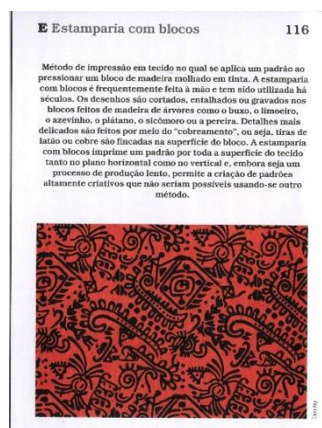 E Estamparia com blocos 116
Método de impressão em tecido no qual se aplica um padrão ao
pressionar um bloco de madeira molhado em tinta. A estamparia
com blocos é frequentemente feita à mão e tem sido utilizada há
séculos. Os desenhos são cortados, entalhados ou gravados nos
blocos feitos de madeira de árvores como o buxo, o limoeiro,
o azevinho, o plátano, o sicômoro ou a pereira. Detalhes mais
delicados são feitos por meio do "cobreamento", ou seja, tiras de
latão ou cobre são fincadas na superfície do bloco. A estamparia
com blocos imprime um padrão por toda a superfície do tecido
tanto no plano horizontal como no vertical e, embora seja um
processo de produção lento, permite a criação de padrões
altamente criativos que não seriam possíveis usando-se outro
método.